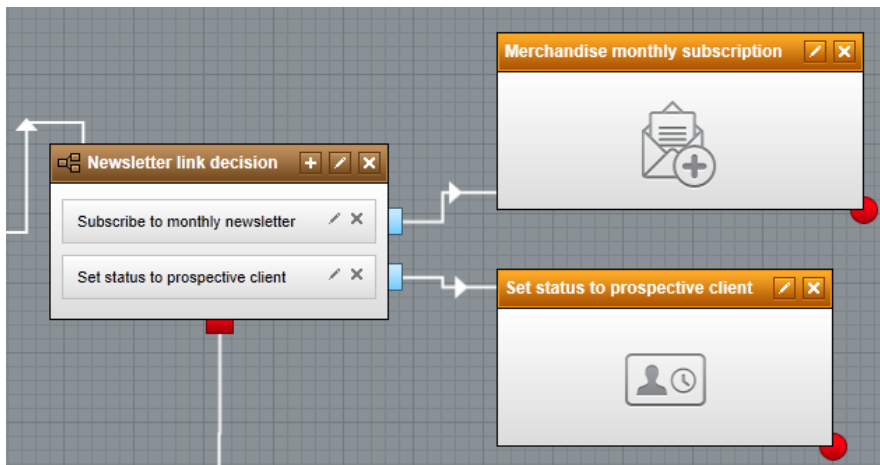 Merchandise monthly subscription
Newsletter link decision
Subscribe to monthly newsletter
Set status to prospective client
Set status to prospective client